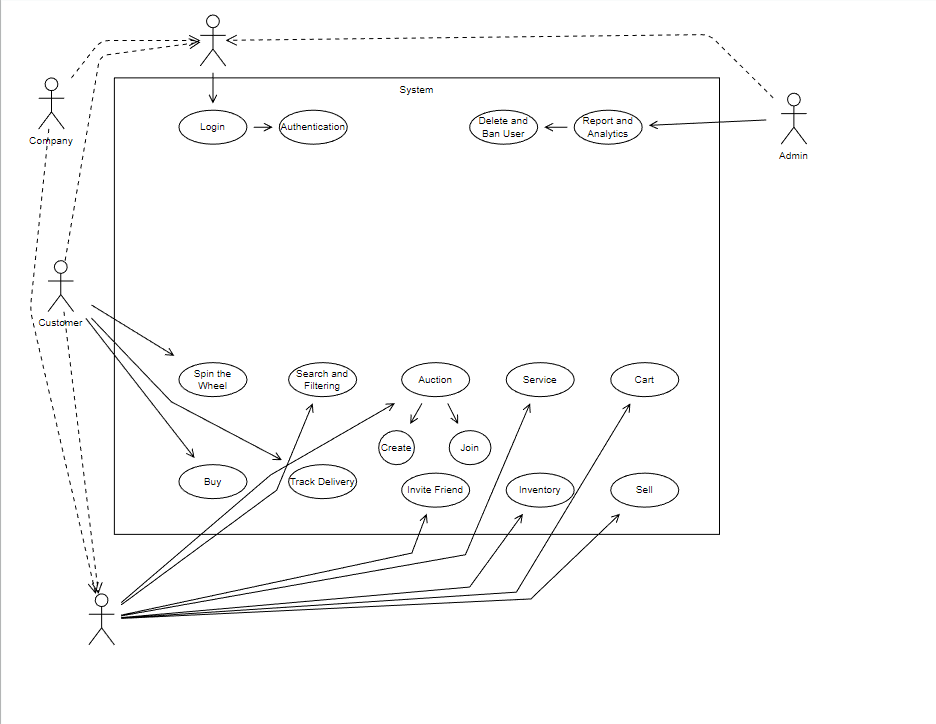 System
Login
Authentication
Delete and
Ban User
Report and
Analytics
Company
Admin
Customer
Spin the
Wheel
Search and
Filtering
Auction
Service
Cart
Create
Join
Buy
Track Delivery
Invite Friend
Inventory
Sell